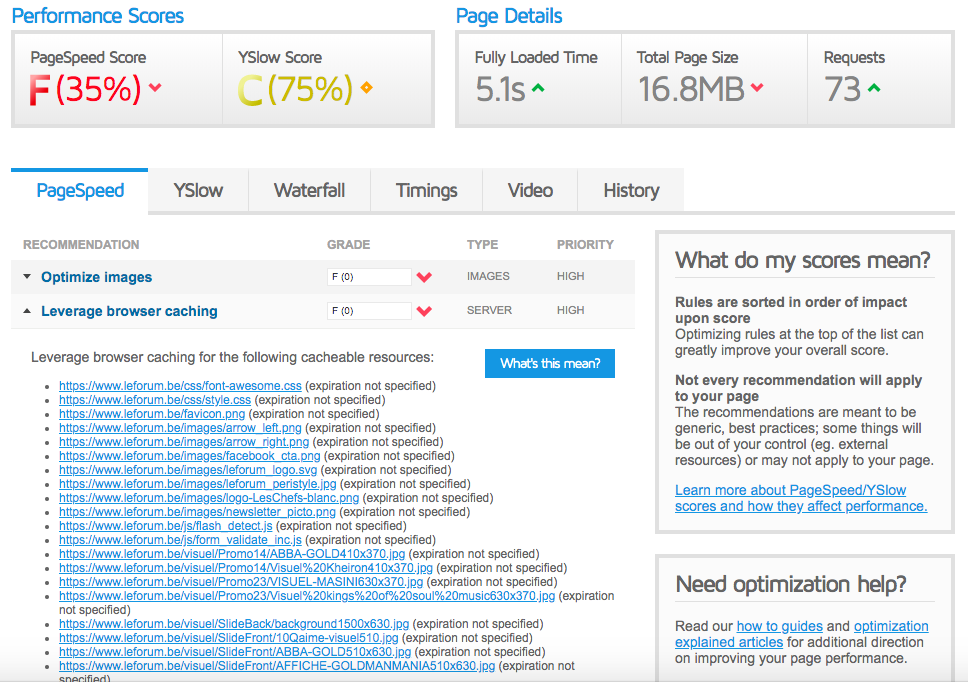 Performance Scores
PageSpeed Score
F (35%)
YSlow Score
C (75%)
Page Details
Fully Loaded Time
5.1s
Total Page Size
16.8MB
Requests
73
PageSpeed
YSlow
Waterfall
Timings
Video
History
RECOMMENDATION GRADE TYPE PRIORITY
Optimize images F (0) IMAGES HIGH
Leverage browser caching F (0) SERVER HIGH
Leverage browser caching for the following cacheable resources:
What's this mean?
https://www.leforum.be/css/font-awesome.css (expiration not specified)
https://www.leforum.be/css/style.css (expiration not specified)
https://www.leforum.be/favicon.png (expiration not specified)
https://www.leforum.be/images/arrow_left.png (expiration not specified)
https://www.leforum.be/images/arrow_right.png (expiration not specified)
https://www.leforum.be/images/facebook_cta.png (expiration not specified)
https://www.leforum.be/images/leforum_logo.svg (expiration not specified)
https://www.leforum.be/images/leforum_peristyle.jpg (expiration not specified)
https://www.leforum.be/images/logo-LesChefs-blanc.png (expiration not specified)
https://www.leforum.be/images/newsletter_picto.png (expiration not specified)
https://www.leforum.be/js/flash_detect.js (expiration not specified)
https://www.leforum.be/js/form_validate_inc.js (expiration not specified)
https://www.leforum.be/visuel/Promo14/ABBA-GOLD410x370.jpg (expiration not specified)
https://www.leforum.be/visuel/Promo14/Visuel%20Kheiron410x370.jpg (expiration not specified)
https://www.leforum.be/visuel/Promo23/VISUEL-MASINI630x370.jpg (expiration not specified)
https://www.leforum.be/visuel/Promo23/Visuel%20kings%20of%20soul%20music630x370.jpg (expiration
not specified)
https://www.leforum.be/visuel/SlideBack/background1500x630.jpg (expiration not specified)
https://www.leforum.be/visuel/SlideFront/10Qaime-visuel510.jpg (expiration not specified)
https://www.leforum.be/visuel/SlideFront/ABBA-GOLD510x630.jpg (expiration not specified)
https://www.leforum.be/visuel/SlideFront/AFFICHE-GOLDMANMANIA510x630.jpg (expiration not
specified)
What do my scores mean?
Rules are sorted in order of impact
upon score
Optimizing rules at the top of the list can
greatly improve your overall score.
Not every recommendation will apply
to your page
The recommendations are meant to be
generic, best practices; some things will
be out of your control (eg. external
resources) or may not apply to your page.
Learn more about PageSpeed/YSlow
scores and how they affect performance.
Need optimization help?
Read our how to guides and optimization
explained articles for additional direction
on improving your page performance.